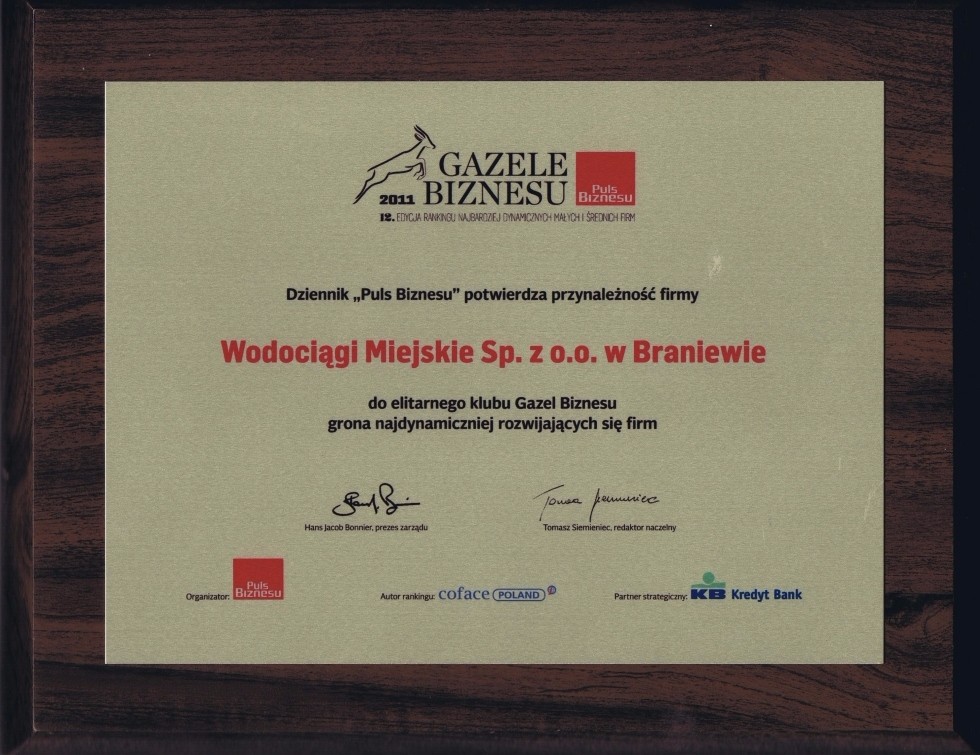 GAZELE
2011 BIZNESU
Puls
Biznesu
12. EDYCJA RANKINGU NAJBARDZIEJ DYNAMICZNYCH MAŁYCH I ŚREDNICH FIRM
Dziennik „Puls Biznesu” potwierdza przynależność firmy
Wodociągi Miejskie Sp. z o.o. w Braniewie
do elitarnego klubu Gazel Biznesu
grona najdynamiczniej rozwijających się firm
Hans Jacob Bonnier, prezes zarządu
Tomasz Siemieniec, redaktor naczelny
Organizator: Puls Biznesu
Autor rankingu: coface POLAND
Partner strategiczny: KB Kredyt Bank